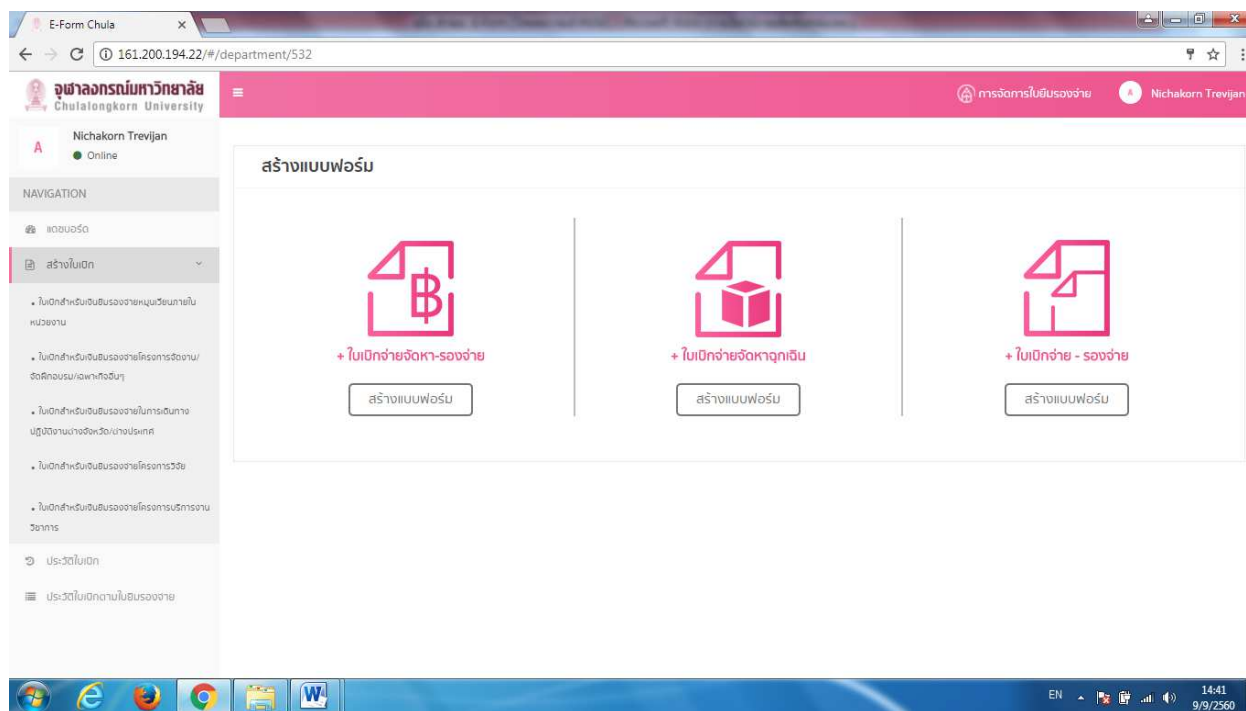 E-Form Chula
161.200.194.22/#/department/532
จุฬาลงกรณ์มหาวิทยาลัย
Chulalongkorn University
การจัดการใบยืมรองจ่าย
A
Nichakorn Trevijan
A
Nichakorn Trevijan
Online
NAVIGATION
แดชบอร์ด
สร้างใบเบิก
ใบเบิกสำหรับเงินยืมรองจ่ายหมุนเวียนภายใน
หน่วยงาน
ใบเบิกสำหรับเงินยืมรองจ่ายโครงการจัดงาน/
จัดฝึกอบรม/เฉพาะกิจอื่นๆ
ใบเบิกสำหรับเงินยืมรองจ่ายในการเดินทาง
ปฏิบัติงานต่างจังหวัด/ต่างประเทศ
ใบเบิกสำหรับเงินยืมรองจ่ายโครงการวิจัย
ใบเบิกสำหรับเงินยืมรองจ่ายโครงการบริการงาน
วิชาการ
ประวัติใบเบิก
ประวัติใบเบิกตามใบยืมรองจ่าย
สร้างแบบฟอร์ม
+ ใบเบิกจ่ายจัดหา-รองจ่าย
สร้างแบบฟอร์ม
+ ใบเบิกจ่ายจัดหาฉุกเฉิน
สร้างแบบฟอร์ม
+ ใบเบิกจ่าย - รองจ่าย
สร้างแบบฟอร์ม
EN
14:41
9/9/2560